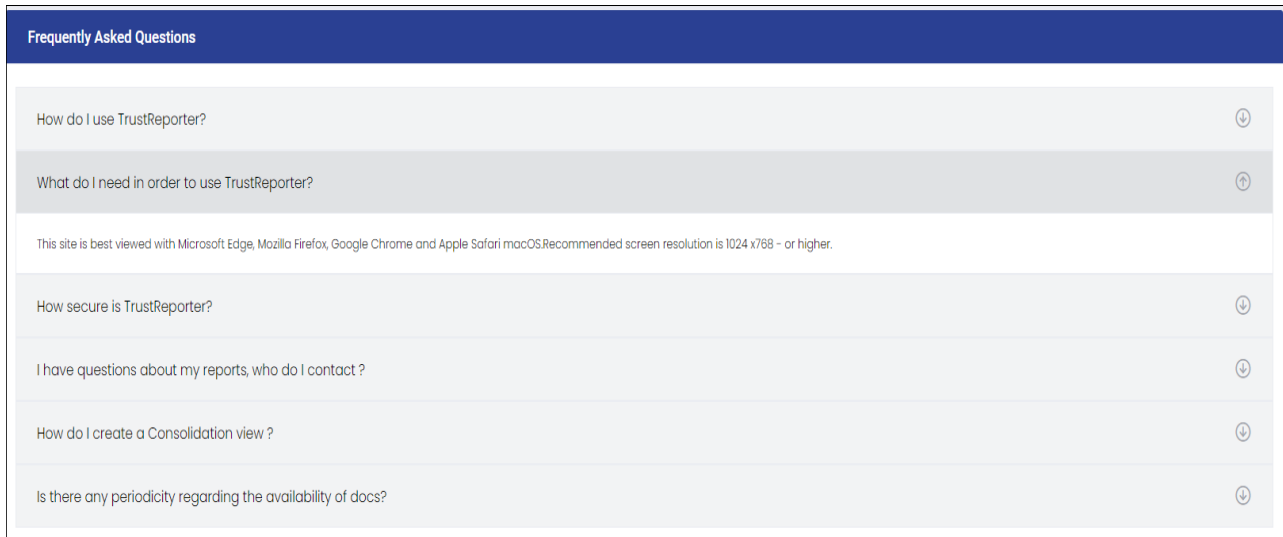 Frequently Asked Questions
How do I use TrustReporter?
What do I need in order to use TrustReporter?
This site is best viewed with Microsoft Edge, Mozilla Firefox, Google Chrome and Apple Safari macOS.Recommended screen resolution is 1024 x768 - or higher.
How secure is TrustReporter?
I have questions about my reports, who do I contact ?
How do I create a Consolidation view ?
Is there any periodicity regarding the availability of docs?